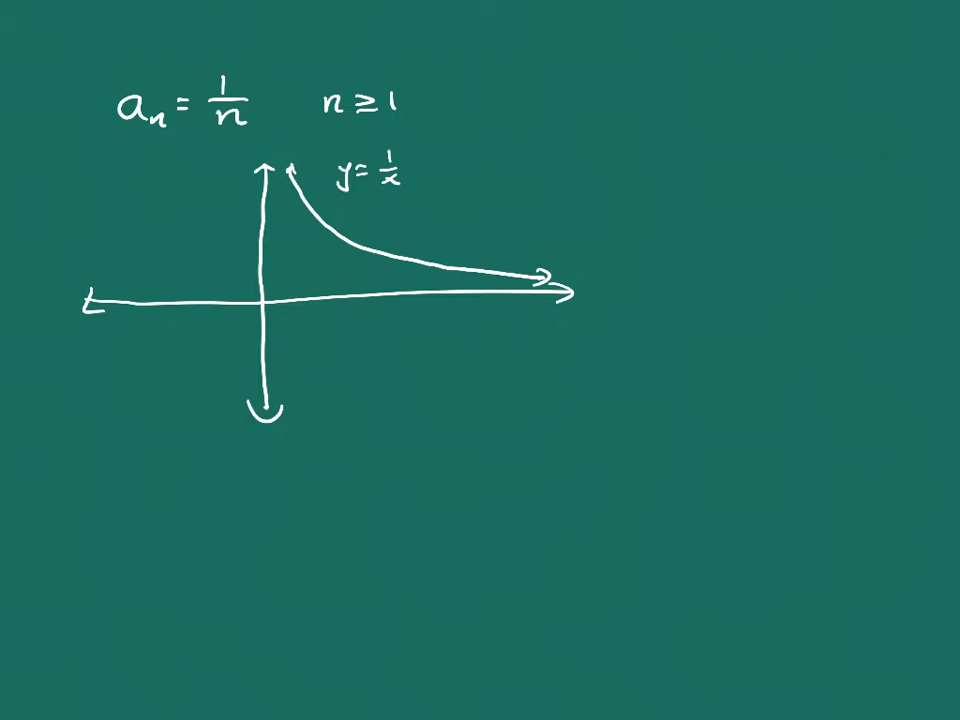 aₙ = 1/n n ≥ 1
y = 1/x